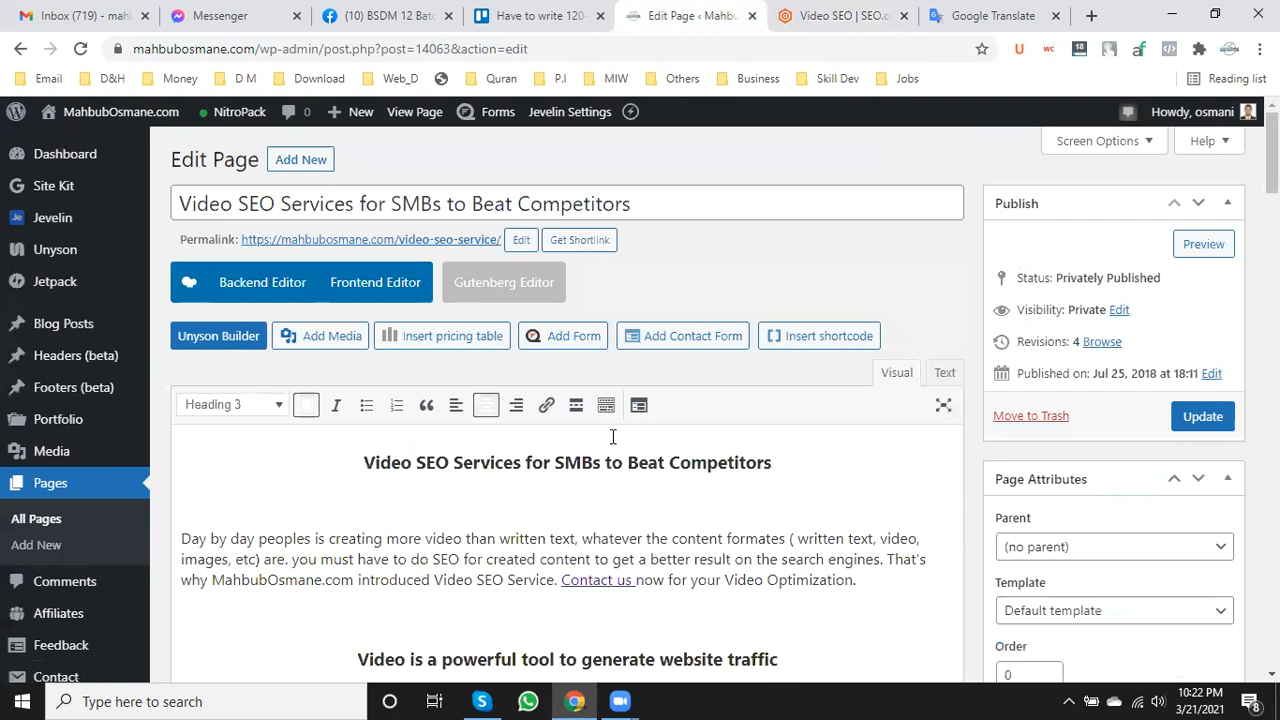 Inbox (719) - mahl
Messenger
(10) BSDM 12 Bat
Have to write 120-
Edit Page ‹ Mahbu
Video SEO | SEO.c
Google Translate
mahbubosmane.com/wp-admin/post.php?post=14063&action=edit
Email
D&H
Money
D M
Download
Web_D
Quran
P.I
MIW
Others
Business
Skill Dev
Jobs
Reading list
MahbubOsmane.com
NitroPack
0
New
View Page
Forms
Jevelin Settings
Howdy, osmani
Dashboard
Site Kit
Jevelin
Unyson
Jetpack
Blog Posts
Headers (beta)
Footers (beta)
Portfolio
Media
Pages
All Pages
Add New
Comments
Affiliates
Feedback
Contact
Edit Page
Add New
Screen Options
Help
Video SEO Services for SMBs to Beat Competitors
Permalink: https://mahbubosmane.com/video-seo-service/
Edit
Get Shortlink
Backend Editor
Frontend Editor
Gutenberg Editor
Unyson Builder
Add Media
Insert pricing table
Add Form
Add Contact Form
Insert shortcode
Visual
Text
Heading 3
Video SEO Services for SMBs to Beat Competitors
Day by day peoples is creating more video than written text, whatever the content formates ( written text, video,
images, etc) are. you must have to do SEO for created content to get a better result on the search engines. That's
why MahbubOsmane.com introduced Video SEO Service. Contact us now for your Video Optimization.
Video is a powerful tool to generate website traffic
Publish
Preview
Status: Privately Published
Visibility: Private Edit
Revisions: 4 Browse
Published on: Jul 25, 2018 at 18:11 Edit
Move to Trash
Update
Page Attributes
Parent
(no parent)
Template
Default template
Order
0
Type here to search
10:22 PM
3/21/2021
8